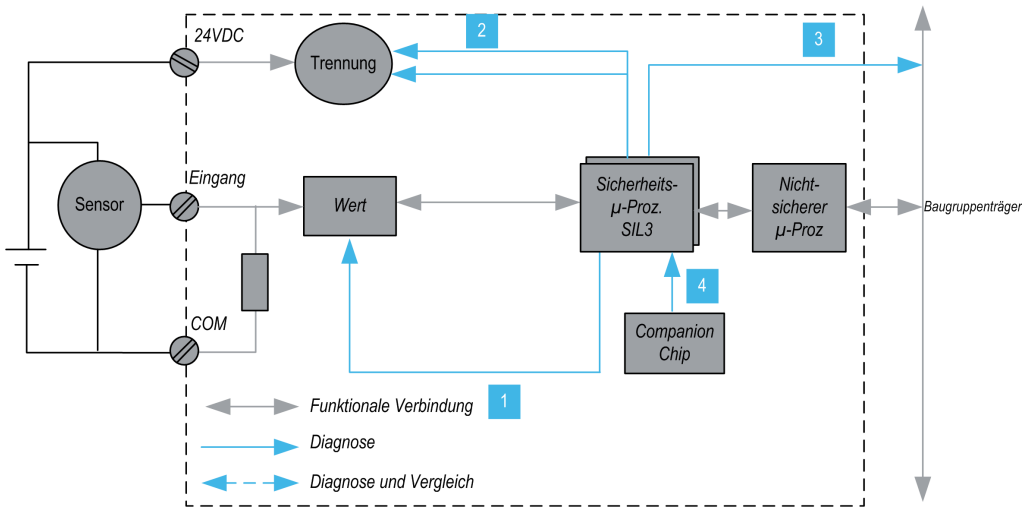 2
3
24VDC
Trennung
Eingang
Sensor
Wert
Sicherheits-
µ-Proz.
SIL3
Nicht-
sicherer
µ-Proz
Baugruppenträger
4
COM
Companion
Chip
1
Funktionale Verbindung
Diagnose
Diagnose und Vergleich